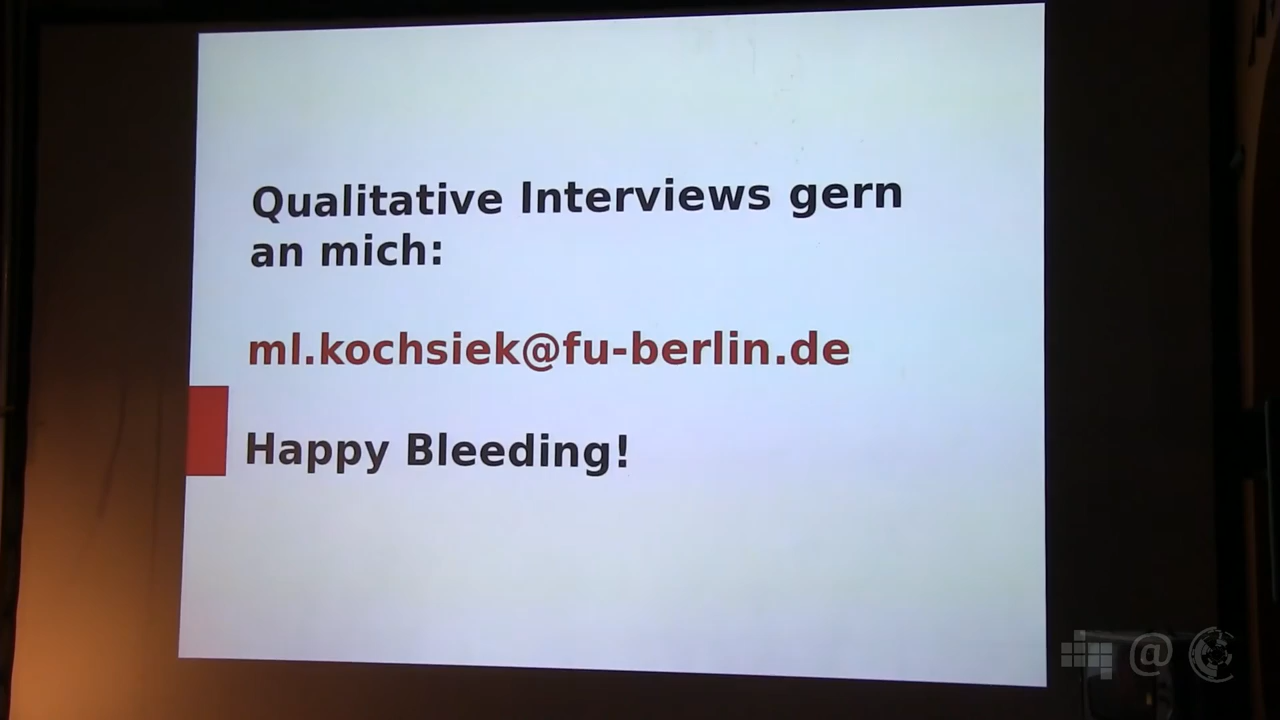 Qualitative Interviews gern
an mich:
ml.kochsiek@fu-berlin.de
Happy Bleeding!